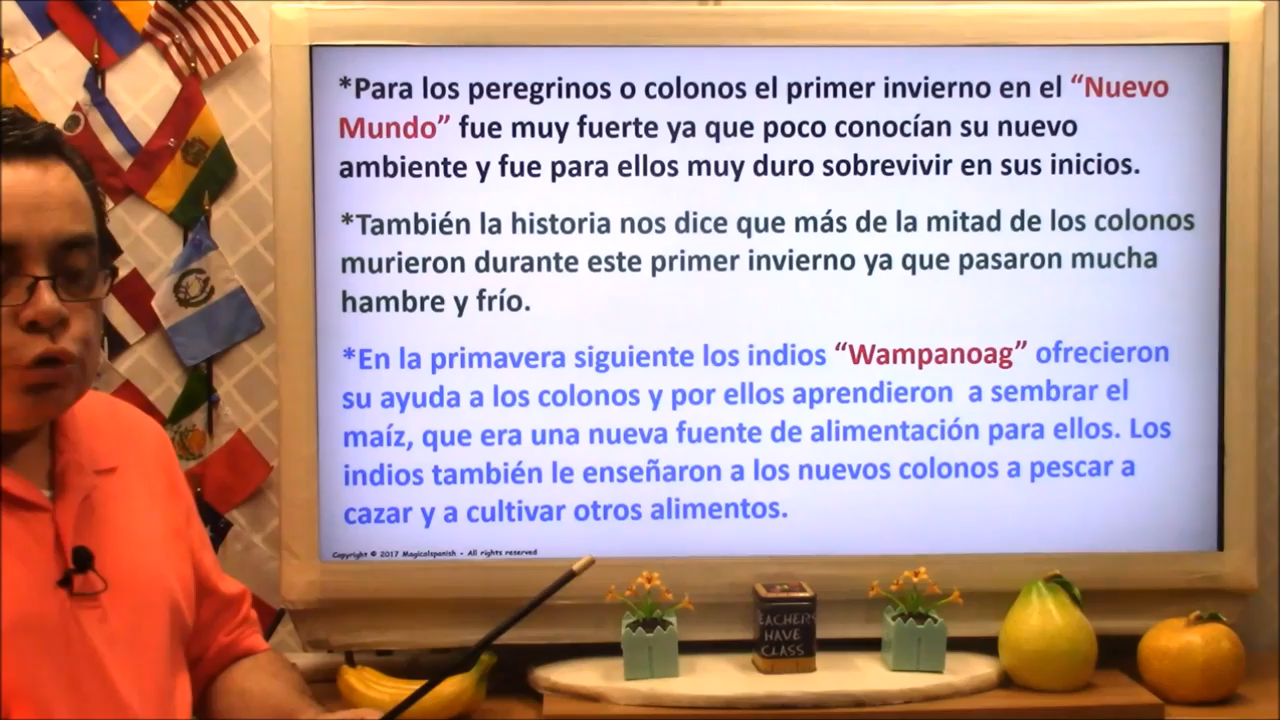 *Para los peregrinos o colonos el primer invierno en el “Nuevo
Mundo” fue muy fuerte ya que poco conocían su nuevo
ambiente y fue para ellos muy duro sobrevivir en sus inicios.
*También la historia nos dice que más de la mitad de los colonos
murieron durante este primer invierno ya que pasaron mucha
hambre y frío.
*En la primavera siguiente los indios “Wampanoag” ofrecieron
su ayuda a los colonos y por ellos aprendieron a sembrar el
maíz, que era una nueva fuente de alimentación para ellos. Los
indios también le enseñaron a los nuevos colonos a pescar a
cazar y a cultivar otros alimentos.
Copyright © 2017 Magicalspanish - All rights reserved
EACHER
HAVE
CLASS